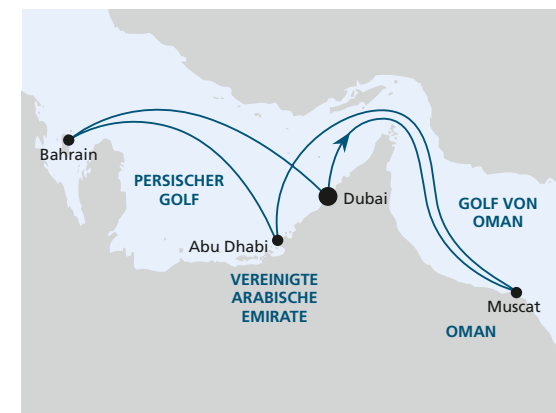 Bahrain
PERSISCHER
GOLF
Dubai
GOLF VON
OMAN
Abu Dhabi
VEREINIGTE
ARABISCHE
EMIRATE
Muscat
OMAN